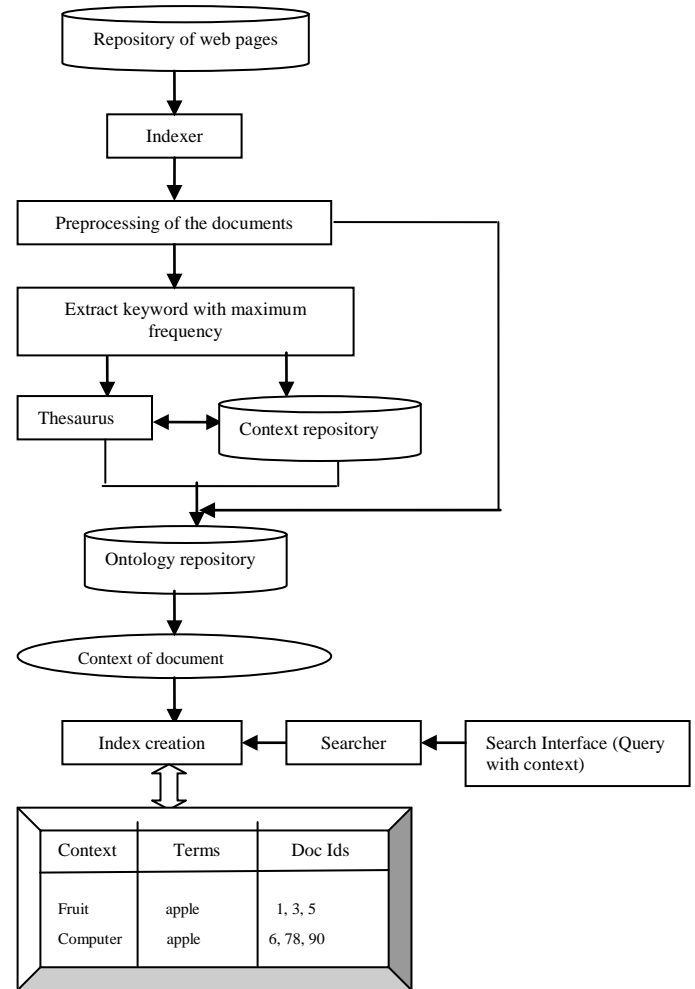 Repository of web pages
Indexer
Preprocessing of the documents
Extract keyword with maximum
frequency
Thesaurus
Context repository
Ontology repository
Context of document
Index creation
Searcher
Search Interface (Query
with context)
Context Terms Doc Ids
Fruit apple 1, 3, 5
Computer apple 6, 78, 90